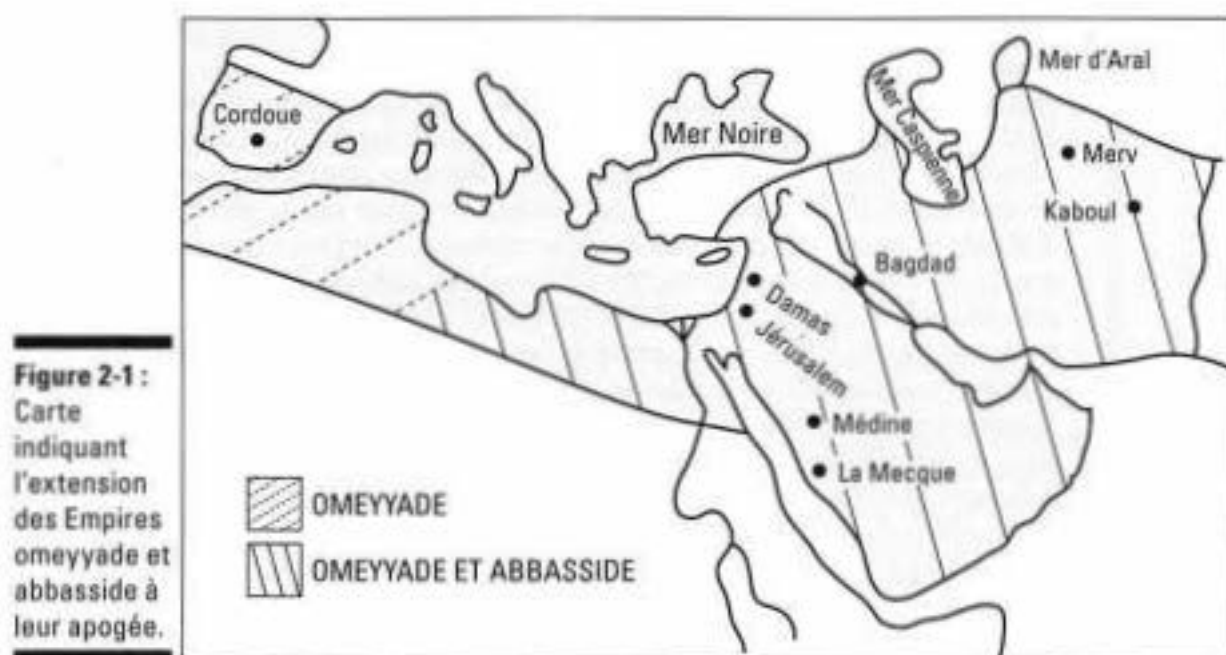 Figure 2-1 :
Carte
indiquant
l'extension
des Empires
omeyyade et
abbasside à
leur apogée.
Cordoue
Mer Noire
Mer Caspienne
Mer d'Aral
Merv
Kaboul
Bagdad
Damas
Jérusalem
Médine
La Mecque
OMEYYADE
OMEYYADE ET ABBASSIDE